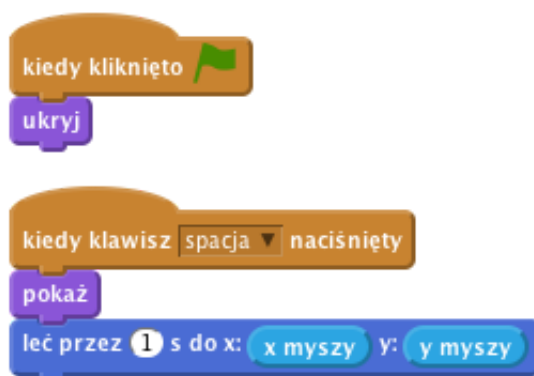 kiedy kliknięto
ukryj
kiedy klawisz spacja naciśnięty
pokaż
leć przez 1 s do x: x myszy y: y myszy